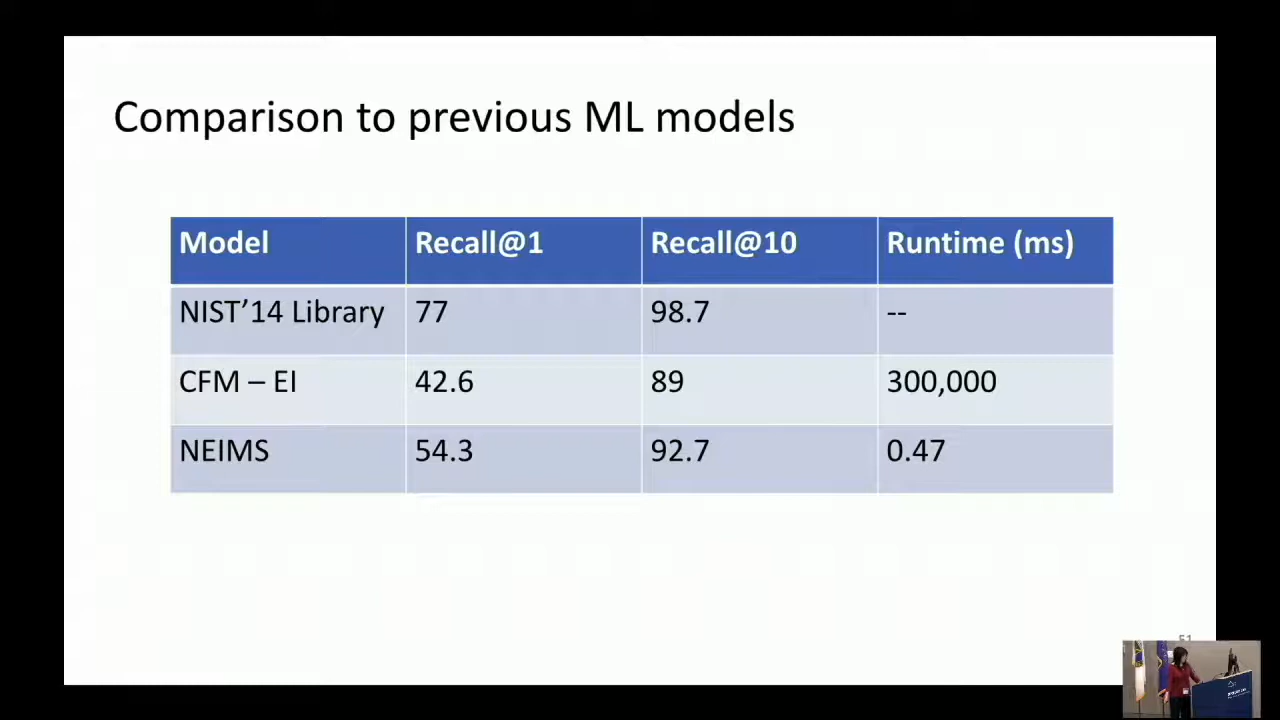 Comparison to previous ML models
Model Recall@1 Recall@10 Runtime (ms)
NIST’14 Library 77 98.7 --
CFM – EI 42.6 89 300,000
NEIMS 54.3 92.7 0.47
51